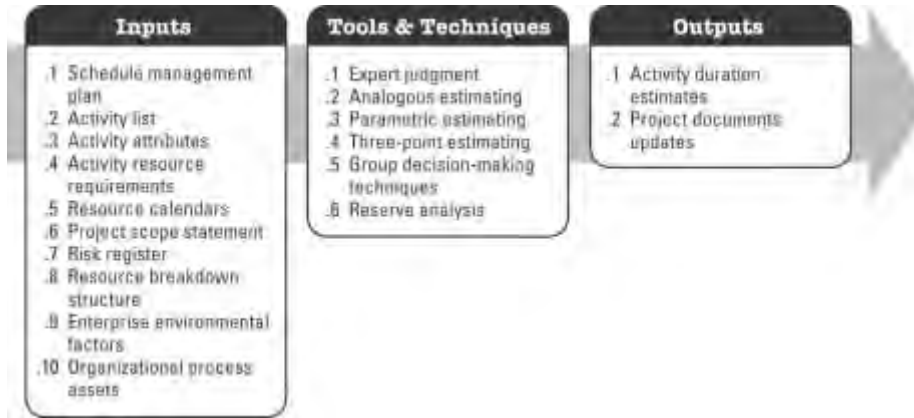 Inputs
.1 Schedule management
plan
.2 Activity list
.3 Activity attributes
.4 Activity resource
requirements
.5 Resource calendars
.6 Project scope statement
.7 Risk register
.8 Resource breakdown
structure
.9 Enterprise environmental
factors
.10 Organizational process
assets
Tools & Techniques
.1 Expert judgment
.2 Analogous estimating
.3 Parametric estimating
.4 Three-point estimating
.5 Group decision-making
techniques
.6 Reserve analysis
Outputs
.1 Activity duration
estimates
.2 Project documents
updates